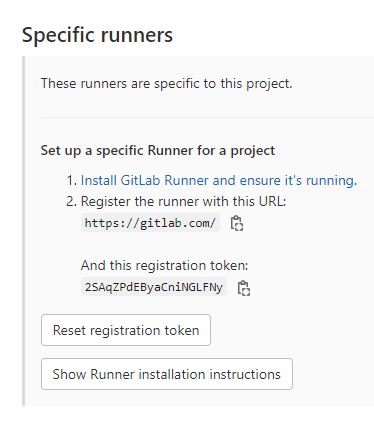 Specific runners
These runners are specific to this project.
Set up a specific Runner for a project
1. Install GitLab Runner and ensure it's running.
2. Register the runner with this URL:
https://gitlab.com/
And this registration token:
2SAqZPdEByaCniNGLFNy
Reset registration token
Show Runner installation instructions